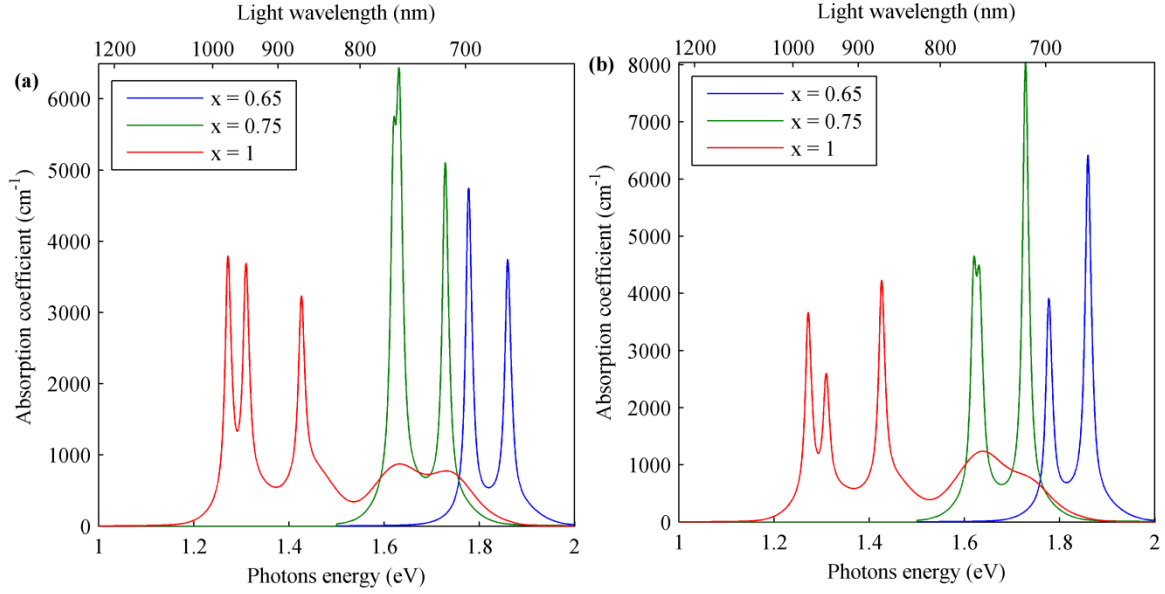 Light wavelength (nm)
1200 1000 900 800 700
(a)
x = 0.65
x = 0.75
x = 1
Absorption coefficient (cm⁻¹)
6000
5000
4000
3000
2000
1000
0
1 1.2 1.4 1.6 1.8 2
Photons energy (eV)
Light wavelength (nm)
1200 1000 900 800 700
(b)
x = 0.65
x = 0.75
x = 1
Absorption coefficient (cm⁻¹)
8000
7000
6000
5000
4000
3000
2000
1000
0
1 1.2 1.4 1.6 1.8 2
Photons energy (eV)